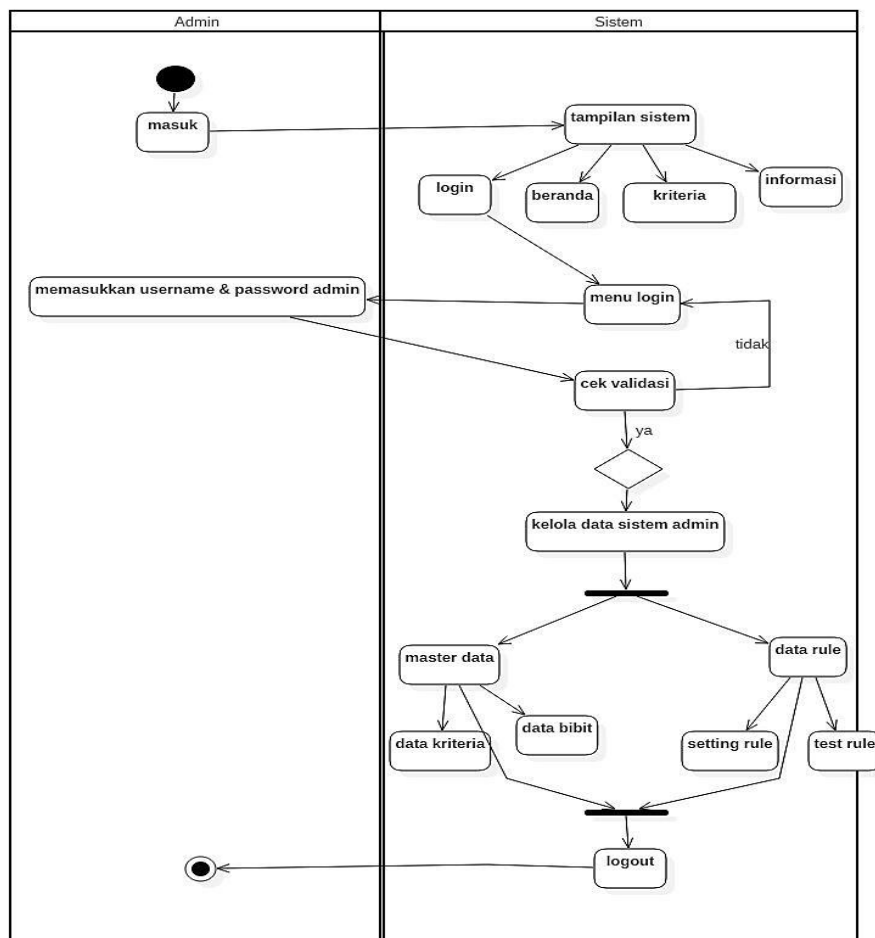 Admin
Sistem
masuk
tampilan sistem
login
beranda
kriteria
informasi
memasukkan username & password admin
menu login
tidak
cek validasi
ya
kelola data sistem admin
master data
data rule
data kriteria
data bibit
setting rule
test rule
logout